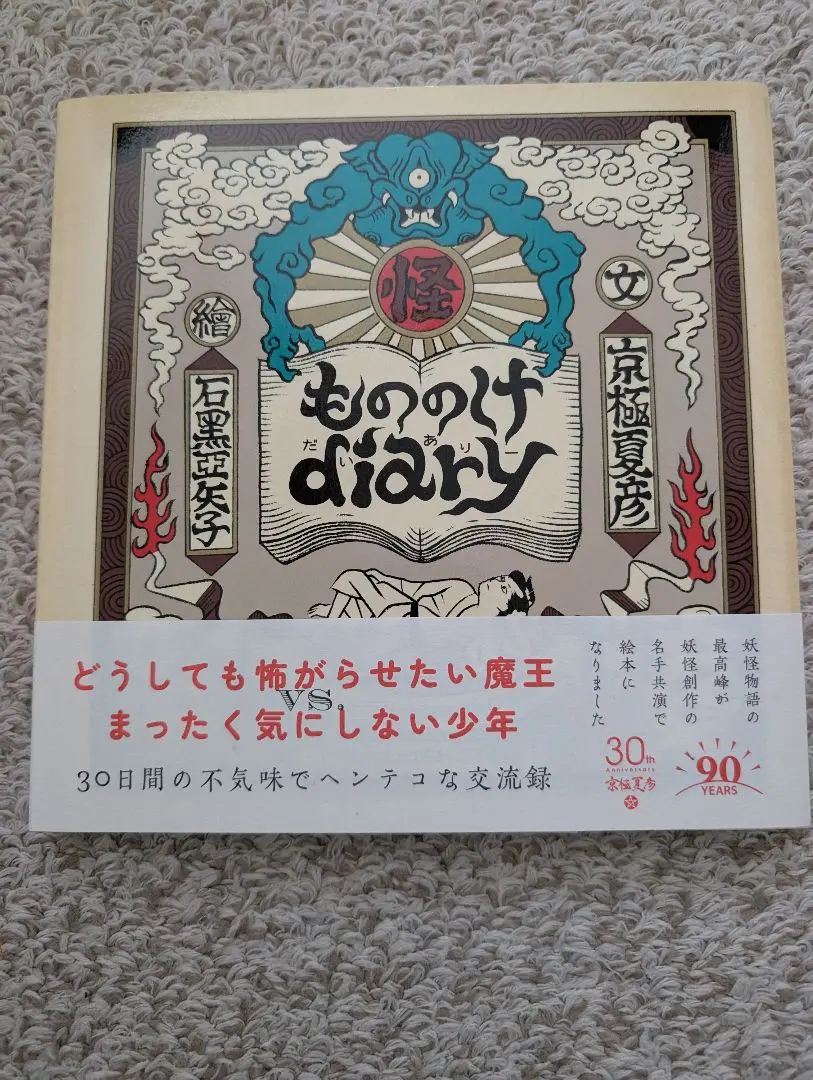 怪
文
京極夏彦
繪
石黑亞矢子
もののけ
だいありー
diary
どうしても怖がらせたい魔王
vs.
まったく気にしない少年
30日間の不気味でヘンテコな交流録
妖怪物語の
最高峰が
妖怪創作の
名手共演で
絵本に
なりました
30th
Anniversary
京極夏彦
90
YEARS